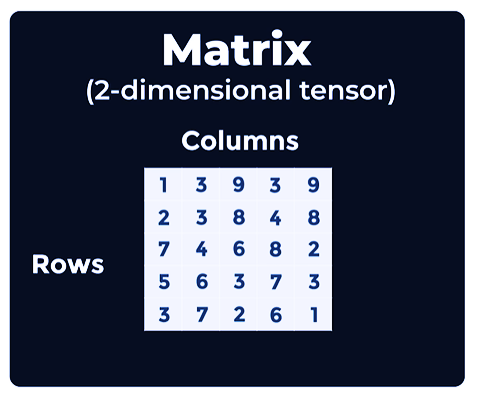 Matrix
(2-dimensional tensor)
Columns
1 3 9 3 9
2 3 8 4 8
7 4 6 8 2
Rows
5 6 3 7 3
3 7 2 6 1